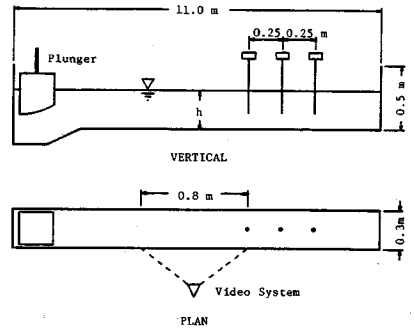 11.0 m
0.25 0.25 m
Plunger
h
0.5 m
VERTICAL
0.8 m
0.3m
Video System
PLAN